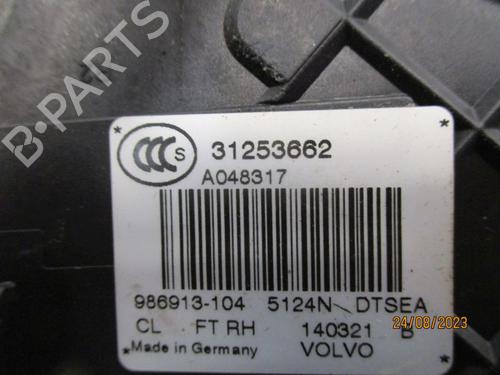 B-PARTS
CCC S 31253662
A048317
986913-104 5124N DTSEA
CL FT RH 140321 B
Made in Germany VOLVO
24/08/2023